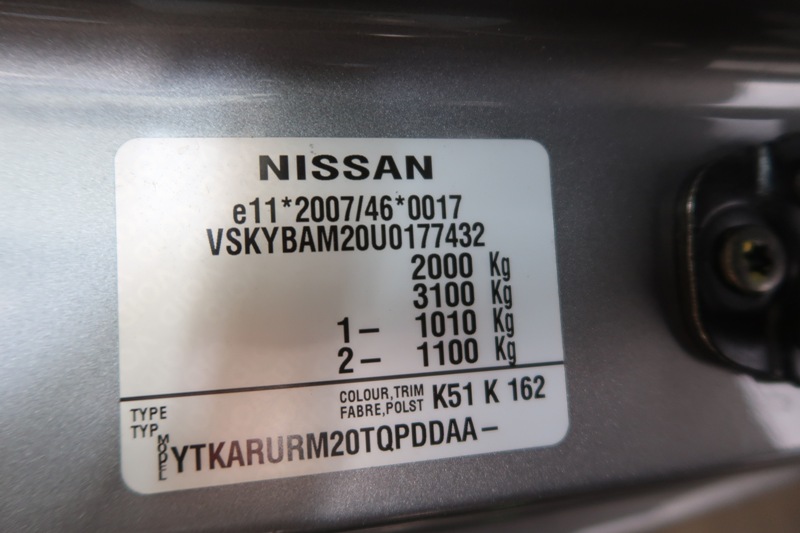 NISSAN
e11*2007/46*0017
VSKYBAM20U0177432
2000 Kg
3100 Kg
1- 1010 Kg
2- 1100 Kg
TYPE
TYP
COLOUR,TRIM
FABRE,POLST
K51 K 162
MODEL
YTKARURM20TQPDDAA-